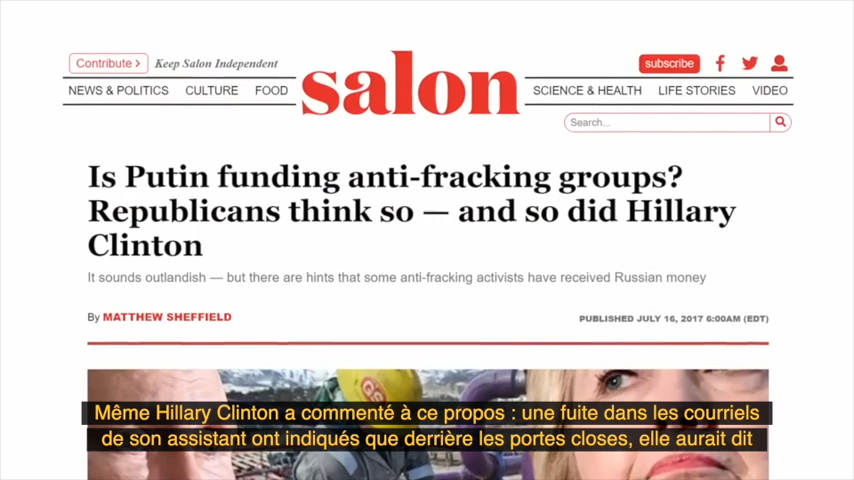 Contribute >
Keep Salon Independent
salon
subscribe
NEWS & POLITICS CULTURE FOOD
SCIENCE & HEALTH LIFE STORIES VIDEO
Search...
Is Putin funding anti-fracking groups?
Republicans think so — and so did Hillary
Clinton
It sounds outlandish — but there are hints that some anti-fracking activists have received Russian money
By MATTHEW SHEFFIELD
PUBLISHED JULY 16, 2017 6:00AM (EDT)
Même Hillary Clinton a commenté à ce propos : une fuite dans les courriels
de son assistant ont indiqués que derrière les portes closes, elle aurait dit